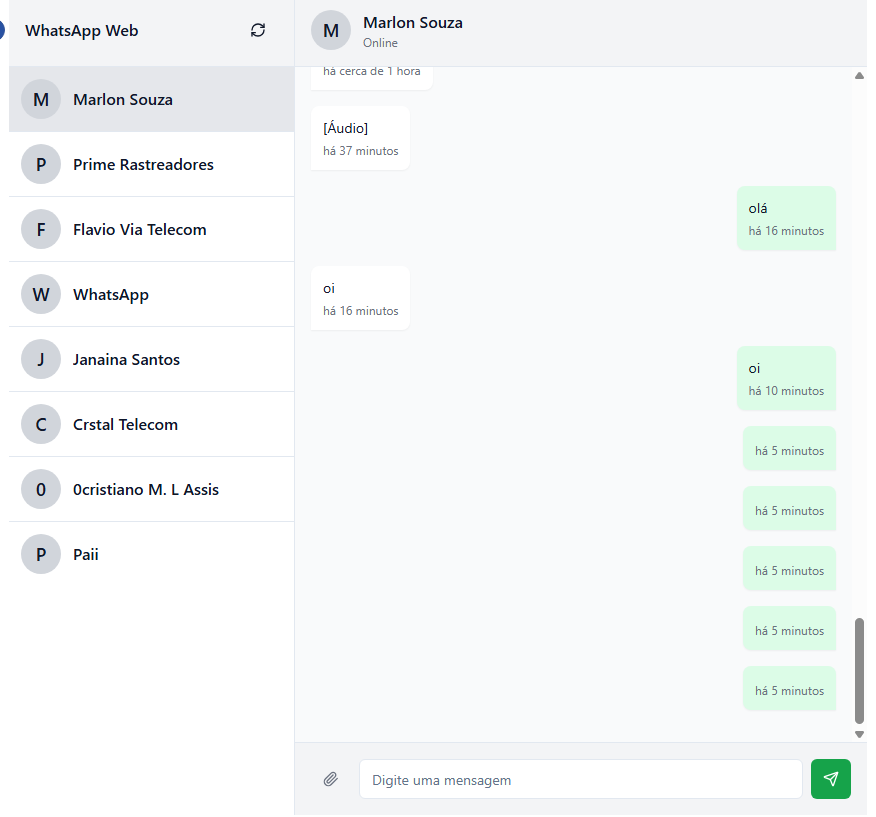 WhatsApp Web
M
Marlon Souza
P
Prime Rastreadores
F
Flavio Via Telecom
W
WhatsApp
J
Janaina Santos
C
Crstal Telecom
0
0cristiano M. L Assis
P
Paii
M
Marlon Souza
Online
há cerca de 1 hora
[Áudio]
há 37 minutos
olá
há 16 minutos
oi
há 16 minutos
oi
há 10 minutos
há 5 minutos
há 5 minutos
há 5 minutos
há 5 minutos
há 5 minutos
Digite uma mensagem